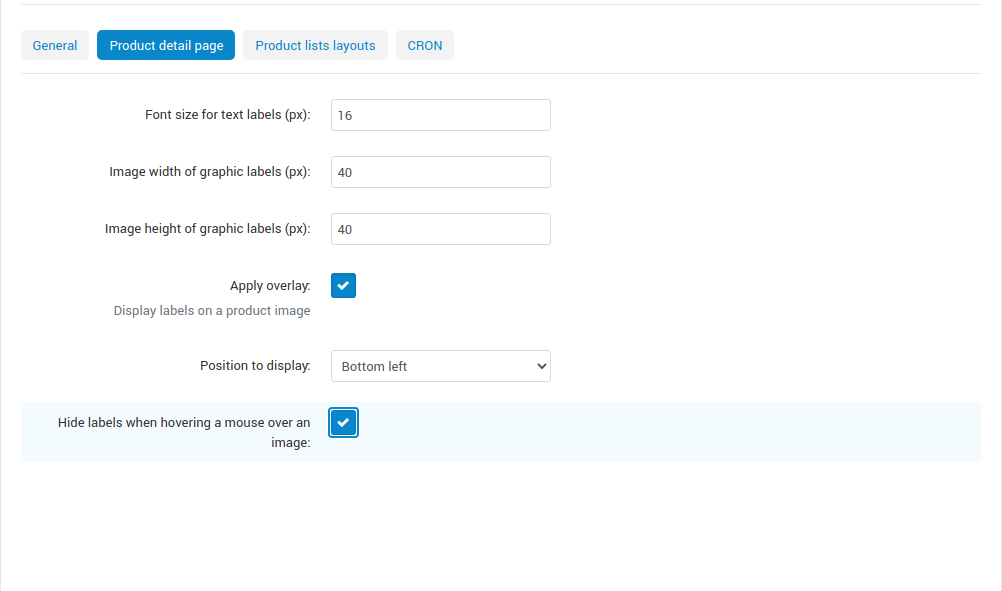 General Product detail page Product lists layouts CRON
Font size for text labels (px): 16
Image width of graphic labels (px): 40
Image height of graphic labels (px): 40
Apply overlay:
Display labels on a product image
Position to display: Bottom left
Hide labels when hovering a mouse over an
image: